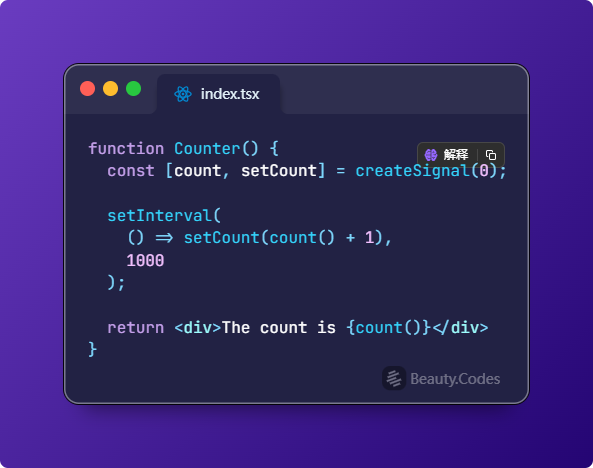 index.tsx
function Counter() {
解释
  const [count, setCount] = createSignal(0);

  setInterval(
    () => setCount(count() + 1),
    1000
  );

  return <div>The count is {count()}</div>
}
Beauty.Codes